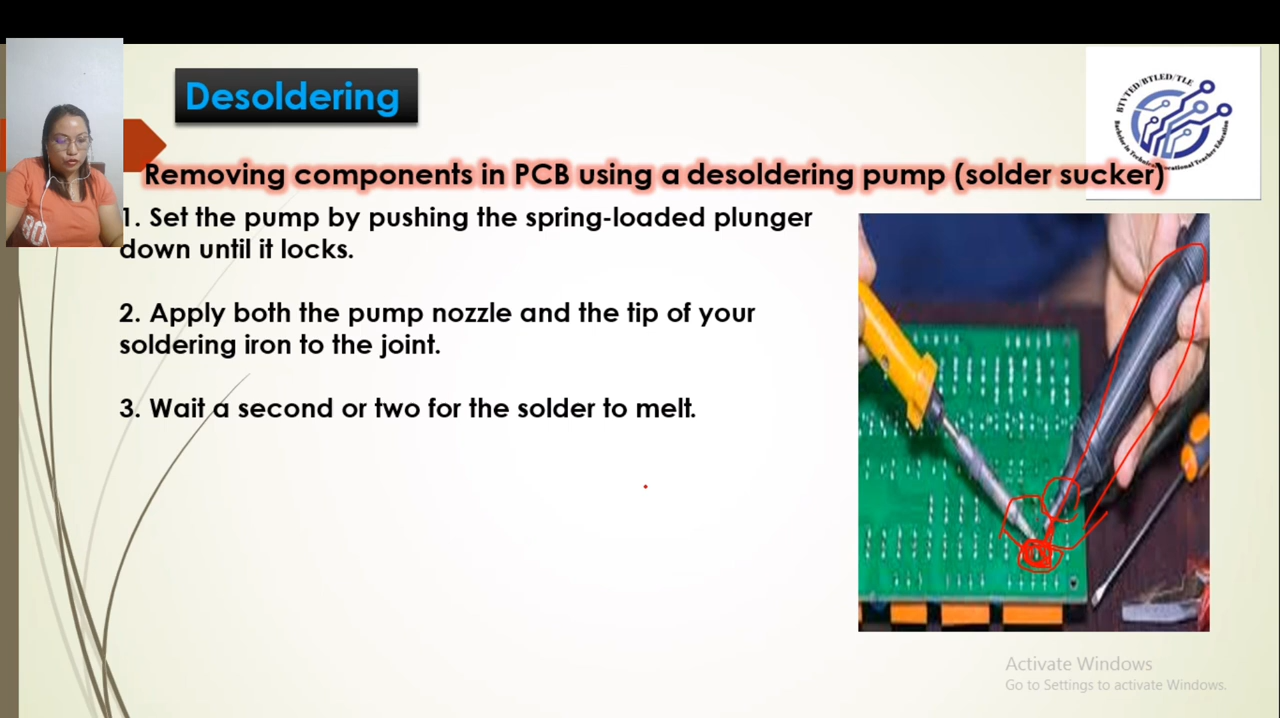 Desoldering
BTVTED/BTLED/TLE
Removing components in PCB using a desoldering pump (solder sucker)
1. Set the pump by pushing the spring-loaded plunger
down until it locks.
2. Apply both the pump nozzle and the tip of your
soldering iron to the joint.
3. Wait a second or two for the solder to melt.
Activate Windows
Go to Settings to activate Windows.